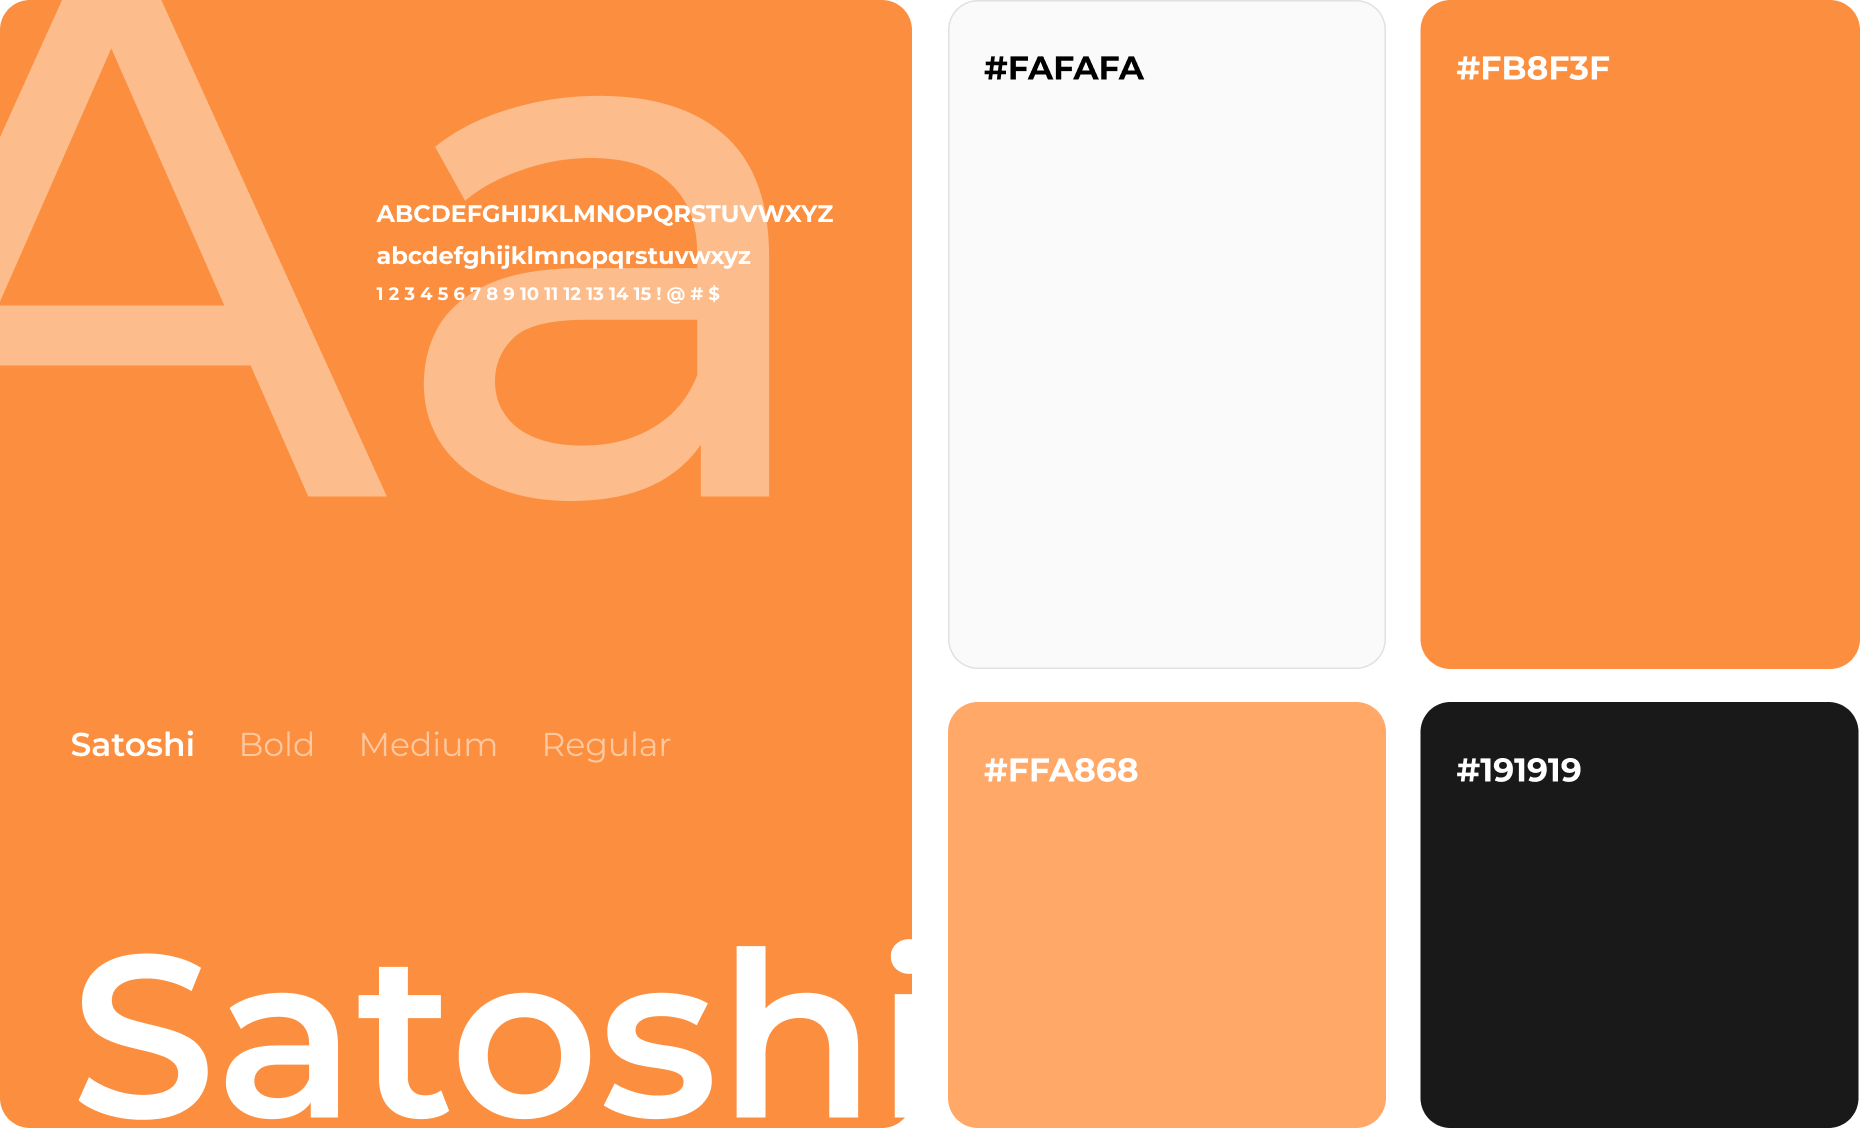 Aa
ABCDEFGHIJKLMNOPQRSTUVWXYZ
abcdefghijklmnopqrstuvwxyz
1 2 3 4 5 6 7 8 9 10 11 12 13 14 15 ! @ # $
Satoshi Bold Medium Regular
Satoshi
#FAFAFA
#FB8F3F
#FFA868
#191919